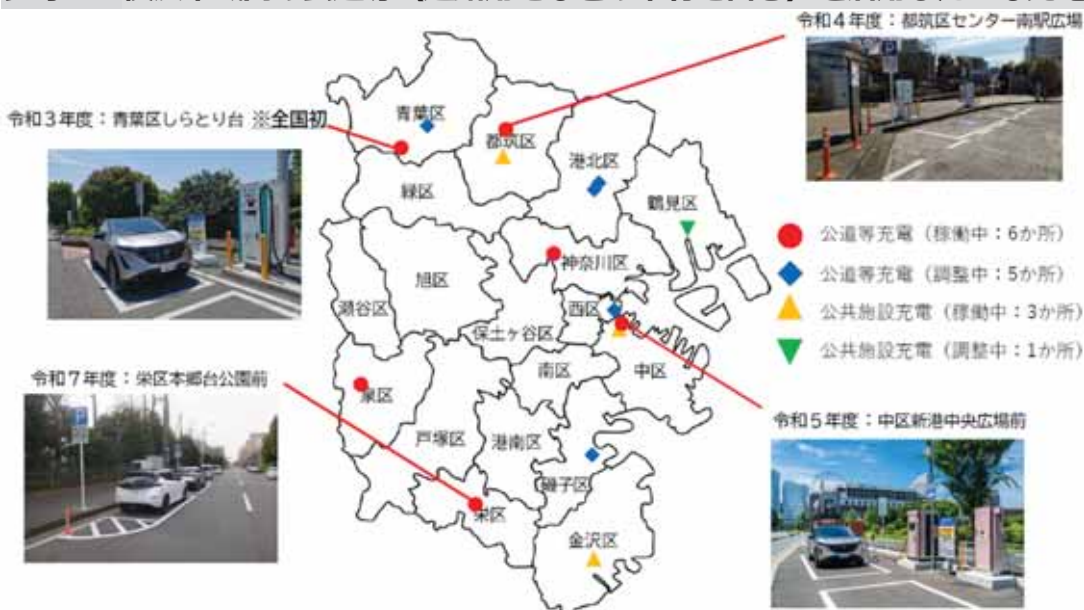 令和4年度：都筑区センター南駅広場
令和3年度：青葉区しらとり台 ※全国初
青葉区
都筑区
港北区
緑区
鶴見区
公道等充電（稼働中：6か所）
公道等充電（調整中：5か所）
公共施設充電（稼働中：3か所）
公共施設充電（調整中：1か所）
神奈川区
旭区
瀬谷区
西区
保土ヶ谷区
南区
中区
令和7年度：栄区本郷台公園前
泉区
戸塚区
港南区
令和5年度：中区新港中央広場前
磯子区
栄区
金沢区
P